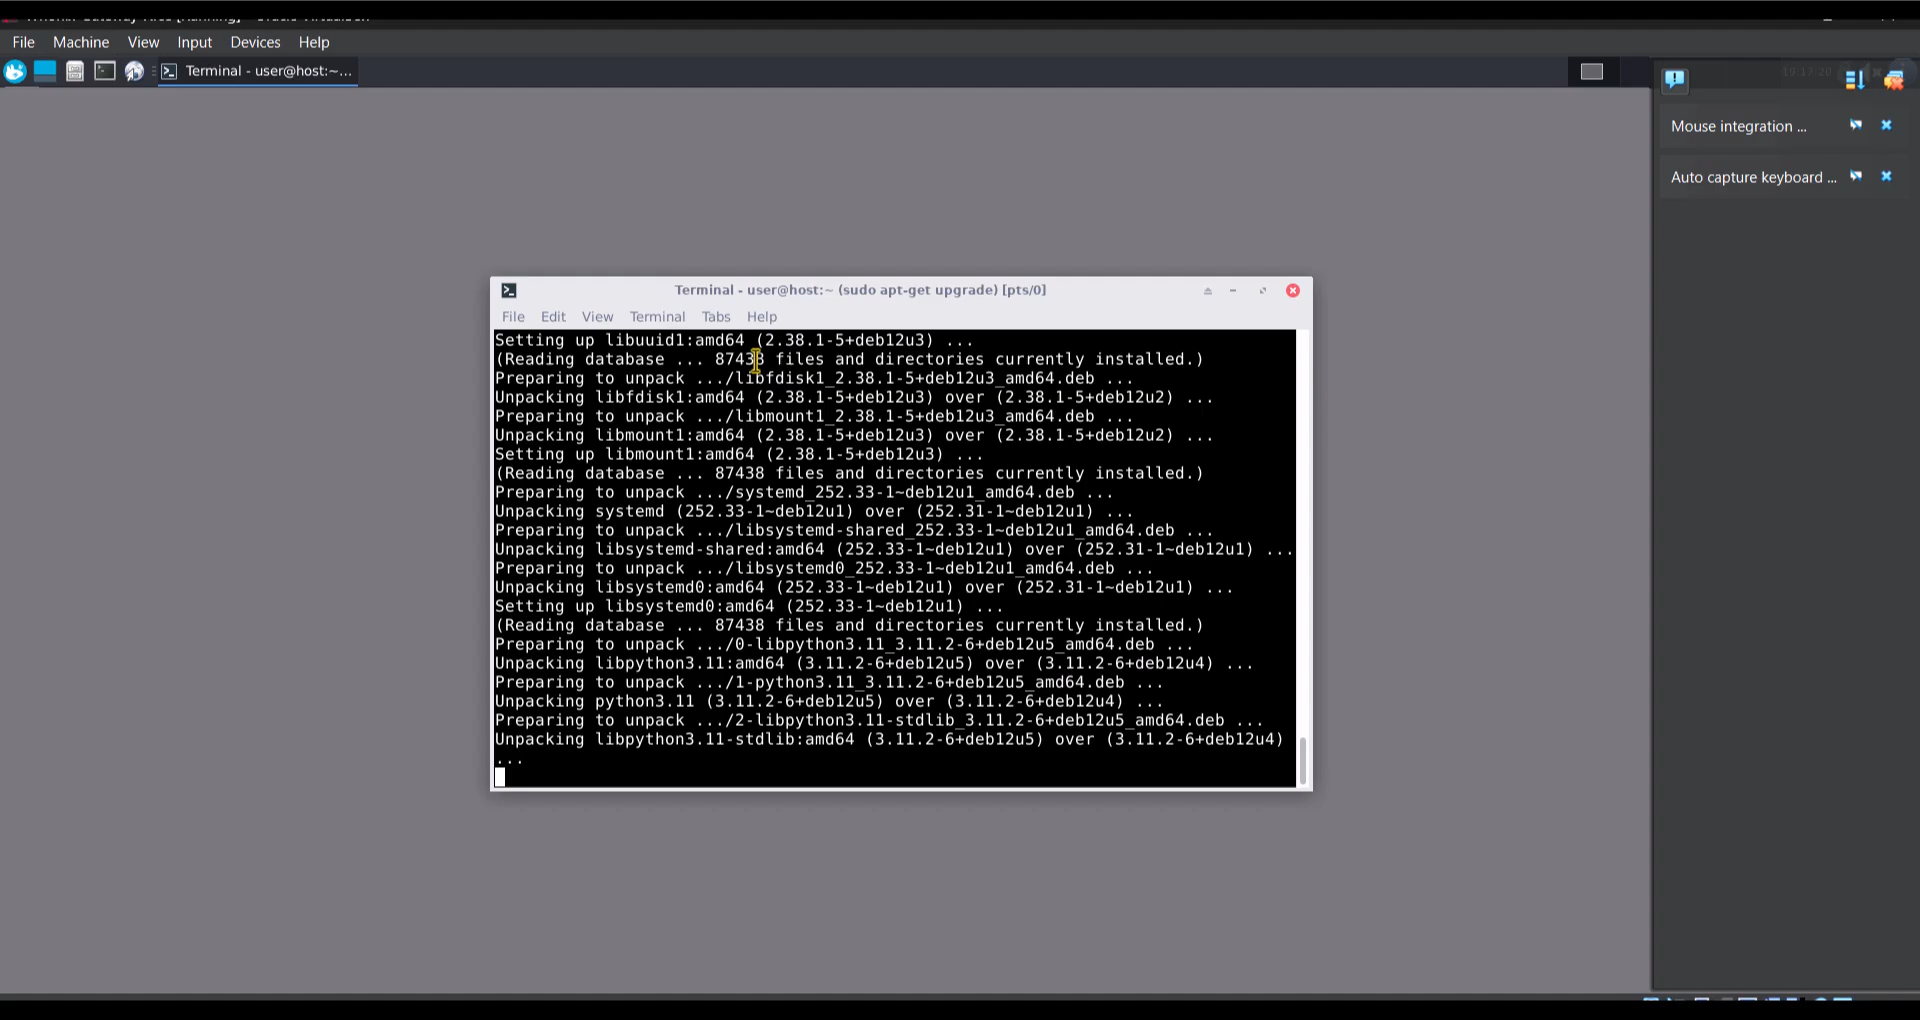 File Machine View Input Devices Help
Terminal - user@host:~...
Mouse integration ...
Auto capture keyboard ...
Terminal - user@host:~ (sudo apt-get upgrade) [pts/0]
File Edit View Terminal Tabs Help
Setting up libuuid1:amd64 (2.38.1-5+deb12u3) ...
(Reading database ... 87438 files and directories currently installed.)
Preparing to unpack .../libfdisk1_2.38.1-5+deb12u3_amd64.deb ...
Unpacking libfdisk1:amd64 (2.38.1-5+deb12u3) over (2.38.1-5+deb12u2) ...
Preparing to unpack .../libmount1_2.38.1-5+deb12u3_amd64.deb ...
Unpacking libmount1:amd64 (2.38.1-5+deb12u3) over (2.38.1-5+deb12u2) ...
Setting up libmount1:amd64 (2.38.1-5+deb12u3) ...
(Reading database ... 87438 files and directories currently installed.)
Preparing to unpack .../systemd_252.33-1~deb12u1_amd64.deb ...
Unpacking systemd (252.33-1~deb12u1) over (252.31-1~deb12u1) ...
Preparing to unpack .../libsystemd-shared_252.33-1~deb12u1_amd64.deb ...
Unpacking libsystemd-shared:amd64 (252.33-1~deb12u1) over (252.31-1~deb12u1) ...
Preparing to unpack .../libsystemd0_252.33-1~deb12u1_amd64.deb ...
Unpacking libsystemd0:amd64 (252.33-1~deb12u1) over (252.31-1~deb12u1) ...
Setting up libsystemd0:amd64 (252.33-1~deb12u1) ...
(Reading database ... 87438 files and directories currently installed.)
Preparing to unpack .../0-libpython3.11_3.11.2-6+deb12u5_amd64.deb ...
Unpacking libpython3.11:amd64 (3.11.2-6+deb12u5) over (3.11.2-6+deb12u4) ...
Preparing to unpack .../1-python3.11_3.11.2-6+deb12u5_amd64.deb ...
Unpacking python3.11 (3.11.2-6+deb12u5) over (3.11.2-6+deb12u4) ...
Preparing to unpack .../2-libpython3.11-stdlib_3.11.2-6+deb12u5_amd64.deb ...
Unpacking libpython3.11-stdlib:amd64 (3.11.2-6+deb12u5) over (3.11.2-6+deb12u4)
...